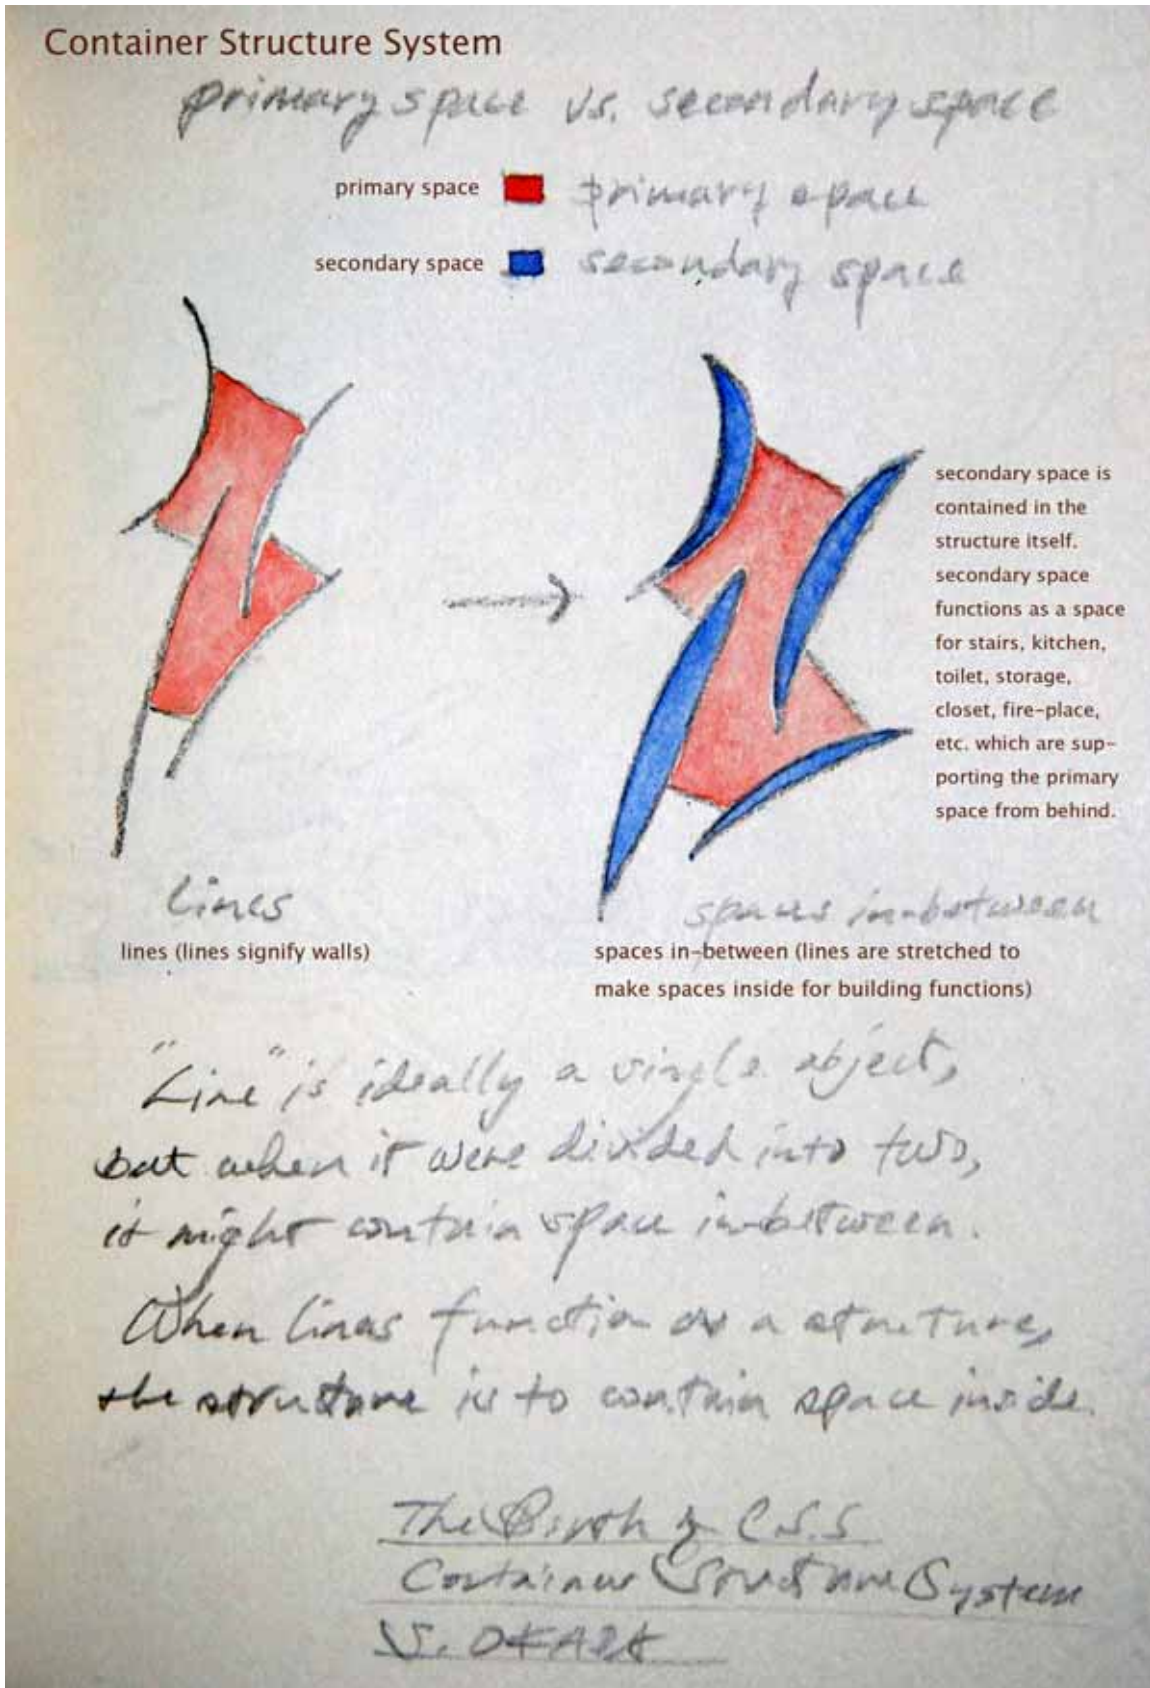 Container Structure System
primary space vs. secondary space
primary space primary space
secondary space secondary space
secondary space is
contained in the
structure itself.
secondary space
functions as a space
for stairs, kitchen,
toilet, storage,
closet, fire-place,
etc. which are sup-
porting the primary
space from behind.
Lines
lines (lines signify walls)
spaces in-between
spaces in-between (lines are stretched to
make spaces inside for building functions)
"Line" is ideally a single object,
but when it were divided into two,
it might contain space in-between.
When lines function as a structure,
the structure is to contain space inside.
The Birth of C.S.S
Container Structure System